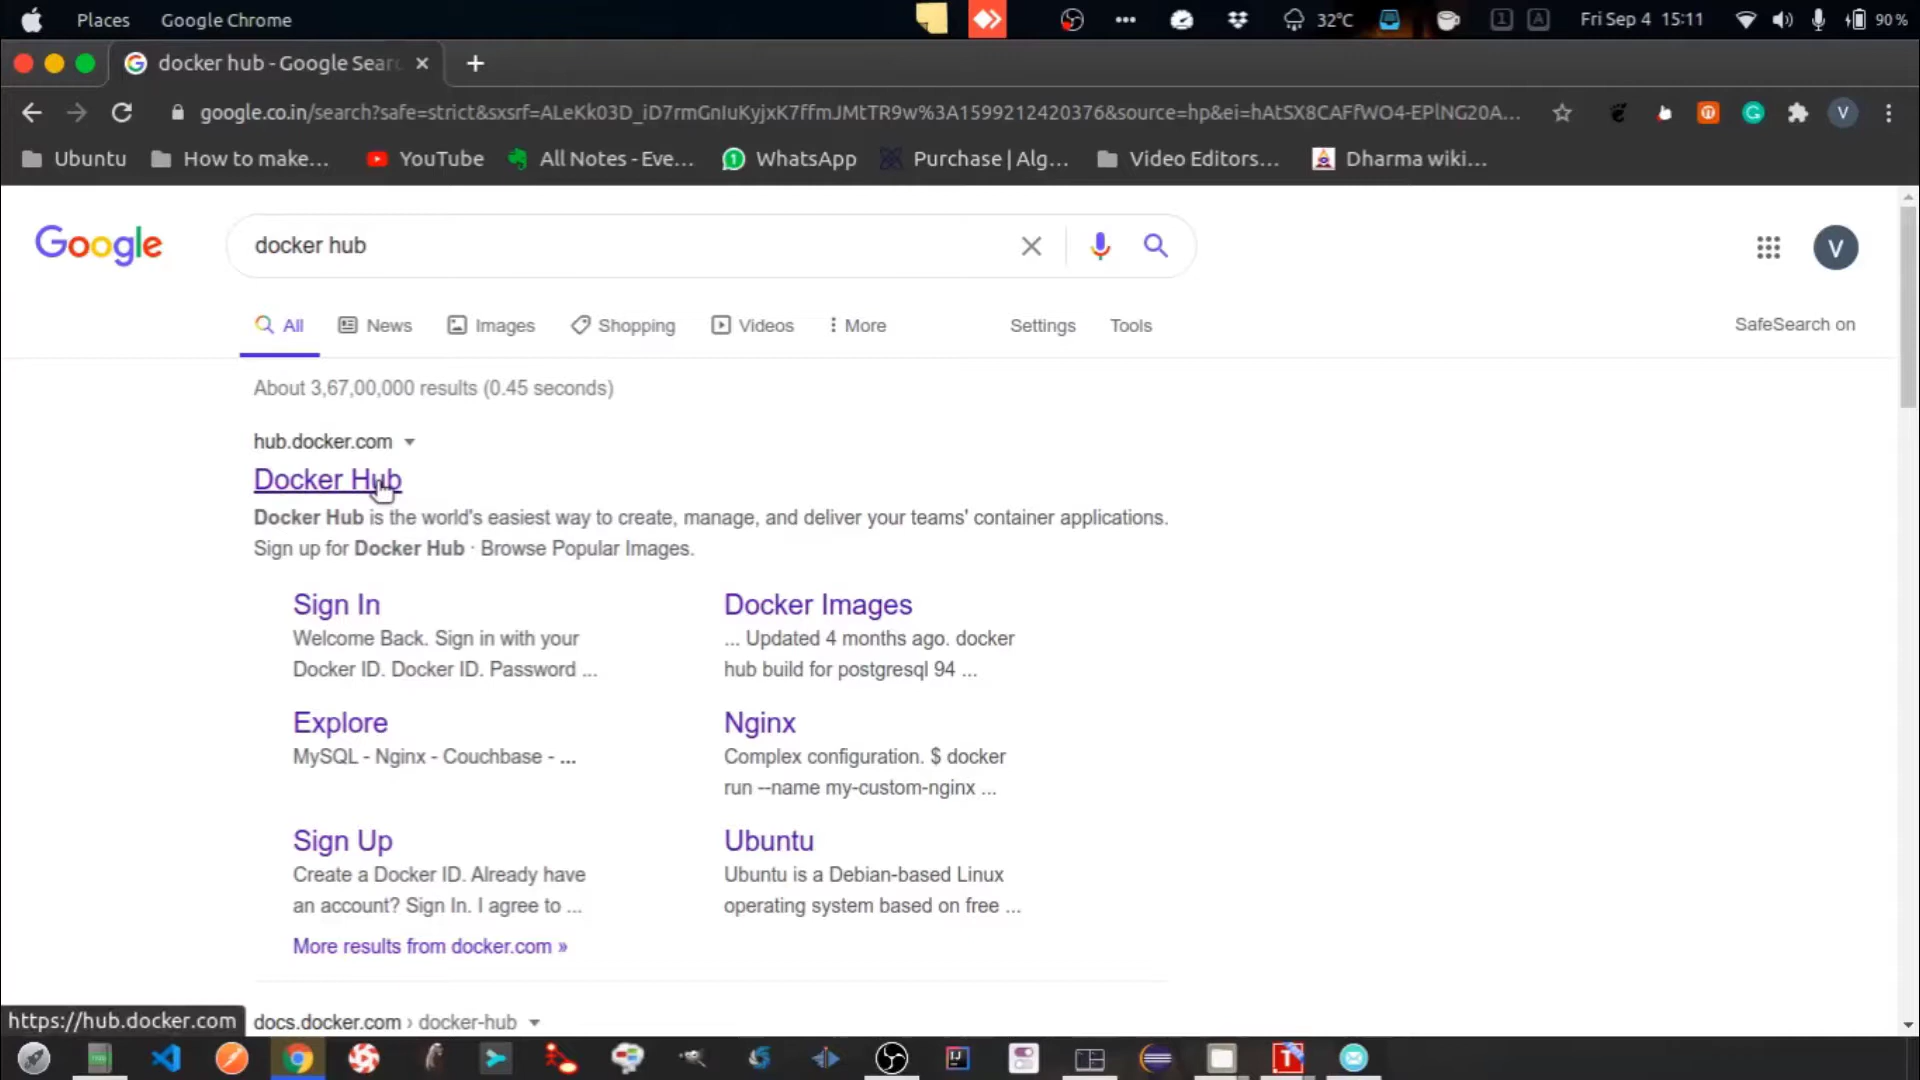 Places Google Chrome 32°C 1 A Fri Sep 4 15:11 90 %
docker hub - Google Sear
google.co.in/search?safe=strict&sxsrf=ALeKk03D_iD7rmGnIuKyjxK7ffmJMtTR9w%3A1599212420376&source=hp&ei=hAtSX8CAFfWO4-EPlNG20A...
V
Ubuntu How to make... YouTube All Notes - Eve... WhatsApp Purchase | Alg... Video Editors... Dharma wiki...
Google docker hub V
All News Images Shopping Videos More Settings Tools SafeSearch on
About 3,67,00,000 results (0.45 seconds)
hub.docker.com
Docker Hub
Docker Hub is the world's easiest way to create, manage, and deliver your teams' container applications.
Sign up for Docker Hub · Browse Popular Images.
Sign In
Welcome Back. Sign in with your
Docker ID. Docker ID. Password ...
Docker Images
... Updated 4 months ago. docker
hub build for postgresql 94 ...
Explore
MySQL - Nginx - Couchbase - ...
Nginx
Complex configuration. $ docker
run --name my-custom-nginx ...
Sign Up
Create a Docker ID. Already have
an account? Sign In. I agree to ...
Ubuntu
Ubuntu is a Debian-based Linux
operating system based on free ...
More results from docker.com »
https://hub.docker.com
docs.docker.com › docker-hub